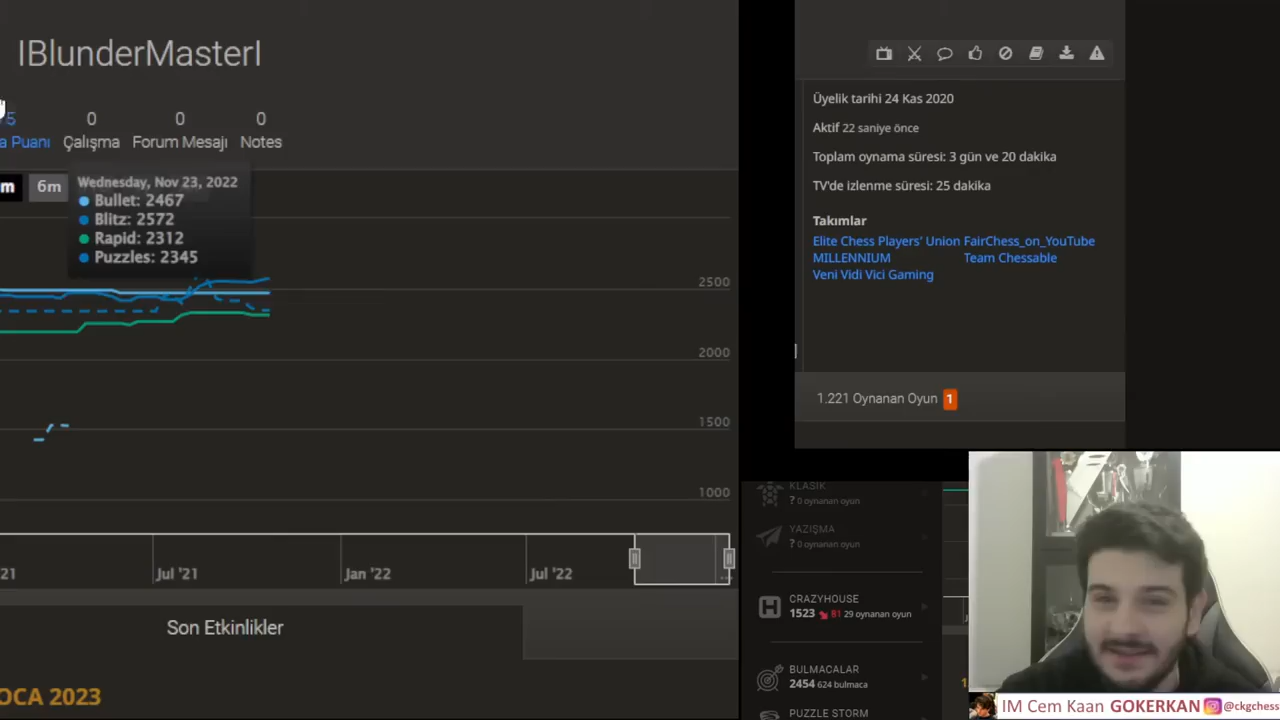 IBlunderMasterI
5
0
0
0
a Puanı
Çalışma
Forum Mesajı
Notes
m
6m
Wednesday, Nov 23, 2022
Bullet: 2467
Blitz: 2572
Rapid: 2312
Puzzles: 2345
2500
2000
1500
1000
21
Jul '21
Jan '22
Jul '22
Son Etkinlikler
OCA 2023
Üyelik tarihi 24 Kas 2020
Aktif 22 saniye önce
Toplam oynama süresi: 3 gün ve 20 dakika
TV'de izlenme süresi: 25 dakika
Takımlar
Elite Chess Players' Union FairChess_on_YouTube
MILLENNIUM Team Chessable
Veni Vidi Vici Gaming
1.221 Oynanan Oyun 1
KLASIK
? 0 oynanan oyun
YAZIŞMA
? 0 oynanan oyun
CRAZYHOUSE
1523 81 29 oynanan oyun
BULMACALAR
2454 624 bulmaca
PUZZLE STORM
IM Cem Kaan GOKERKAN @ckgchess